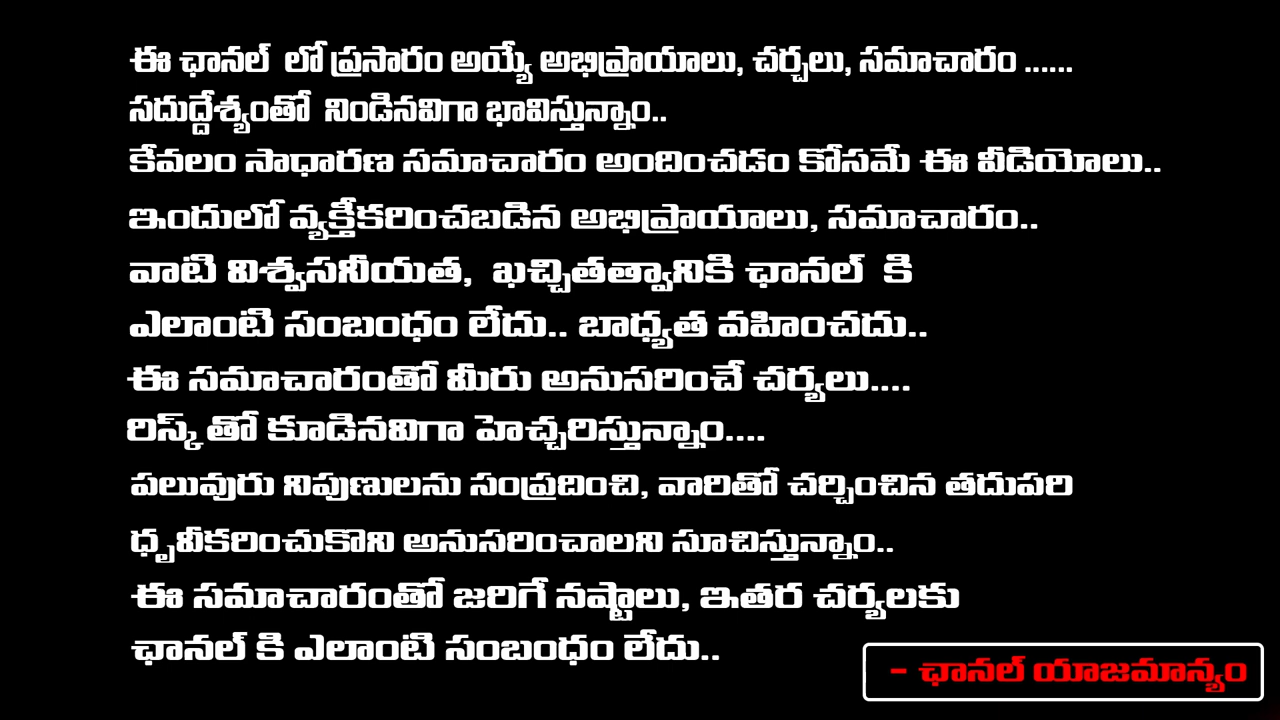 ఈ ఛానల్ లో ప్రసారం అయ్యే అభిప్రాయాలు, చర్చలు, సమాచారం ......
సదుద్దేశ్యంతో నిండినవిగా భావిస్తున్నాం..
కేవలం సాధారణ సమాచారం అందించడం కోసమే ఈ వీడియోలు..
ఇందులో వ్యక్తీకరించబడిన అభిప్రాయాలు, సమాచారం..
వాటి విశ్వసనీయత, ఖచ్చితత్వానికి ఛానల్ కి
ఎలాంటి సంబంధం లేదు.. బాధ్యత వహించదు..
ఈ సమాచారంతో మీరు అనుసరించే చర్యలు....
రిస్క్ తో కూడినవిగా హెచ్చరిస్తున్నాం....
పలువురు నిపుణులను సంప్రదించి, వారితో చర్చించిన తదుపరి
ధృవీకరించుకొని అనుసరించాలని సూచిస్తున్నాం..
ఈ సమాచారంతో జరిగే నష్టాలు, ఇతర చర్యలకు
ఛానల్ కి ఎలాంటి సంబంధం లేదు..
- ఛానల్ యాజమాన్యం